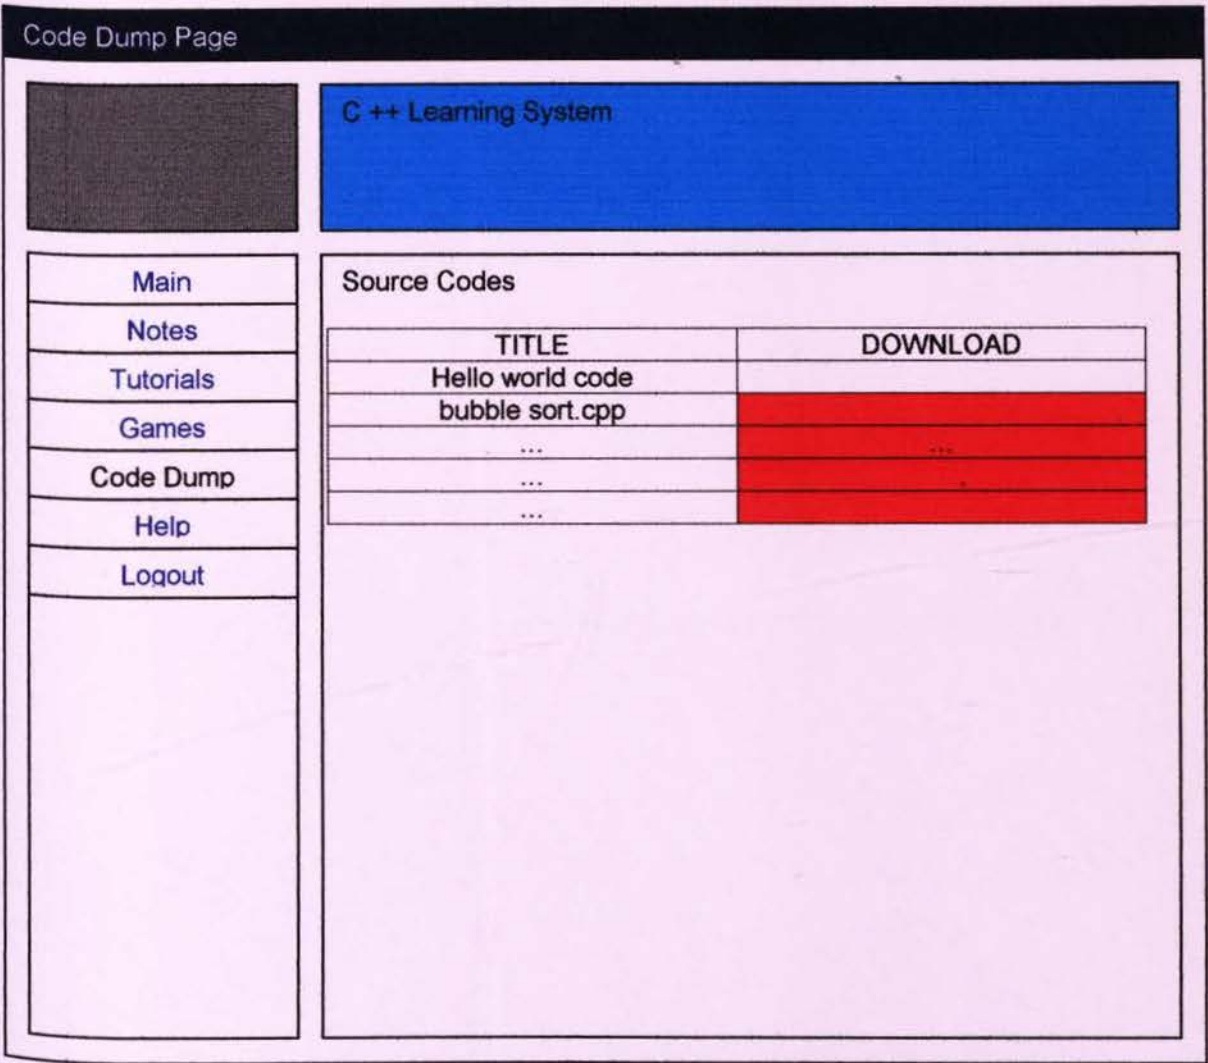 Code Dump Page
C ++ Learning System
Main
Notes
Tutorials
Games
Code Dump
Help
Logout
Source Codes
TITLE DOWNLOAD
Hello world code
bubble sort.cpp
... ...
...
...